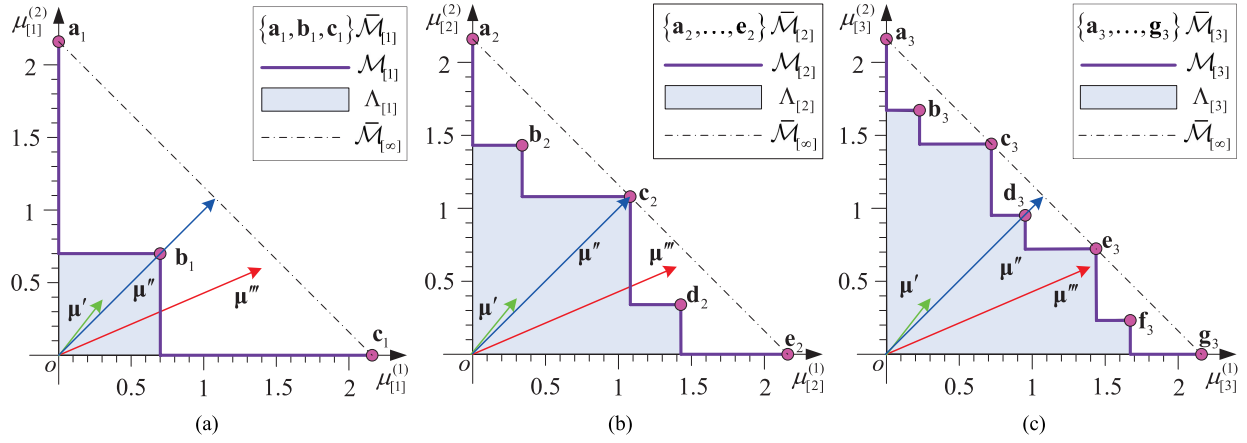 μ[1]^(2) a₁ {a₁, b₁, c₁} M̄[1]
M[1]
Λ[1]
M̄[∞]
2
1.5
1
0.5
b₁
μ′ μ″ μ‴
c₁
o 0.5 1 1.5 2 μ[1]^(1)
(a)
μ[2]^(2) a₂ {a₂,…,e₂} M̄[2]
M[2]
Λ[2]
M̄[∞]
2
1.5
1
0.5
b₂
c₂
μ′ μ″ μ‴
d₂
e₂
o 0.5 1 1.5 2 μ[2]^(1)
(b)
μ[3]^(2) a₃ {a₃,…,g₃} M̄[3]
M[3]
Λ[3]
M̄[∞]
2
1.5
1
0.5
b₃
c₃
d₃
e₃
μ′ μ″ μ‴
f₃
g₃
o 0.5 1 1.5 2 μ[3]^(1)
(c)